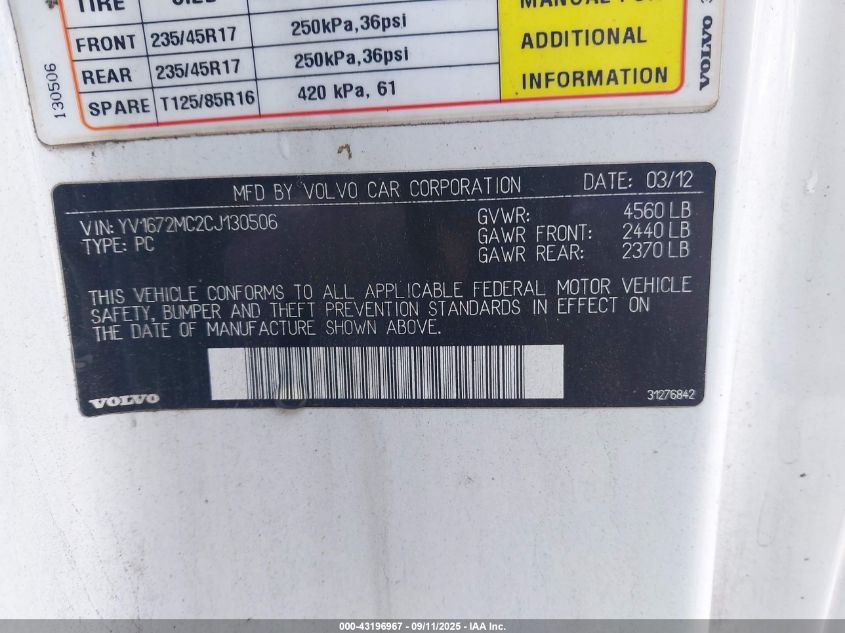 TIRE
FRONT 235/45R17 250kPa,36psi
REAR 235/45R17 250kPa,36psi
SPARE T125/85R16 420 kPa, 61
ADDITIONAL
INFORMATION
VOLVO
130506
MFD BY VOLVO CAR CORPORATION DATE: 03/12
VIN: YV1672MC2CJ130506
TYPE: PC
GVWR: 4560 LB
GAWR FRONT: 2440 LB
GAWR REAR: 2370 LB
THIS VEHICLE CONFORMS TO ALL APPLICABLE FEDERAL MOTOR VEHICLE
SAFETY, BUMPER AND THEFT PREVENTION STANDARDS IN EFFECT ON
THE DATE OF MANUFACTURE SHOWN ABOVE.
VOLVO
31276842
000-43196967 - 09/11/2025 - IAA Inc.